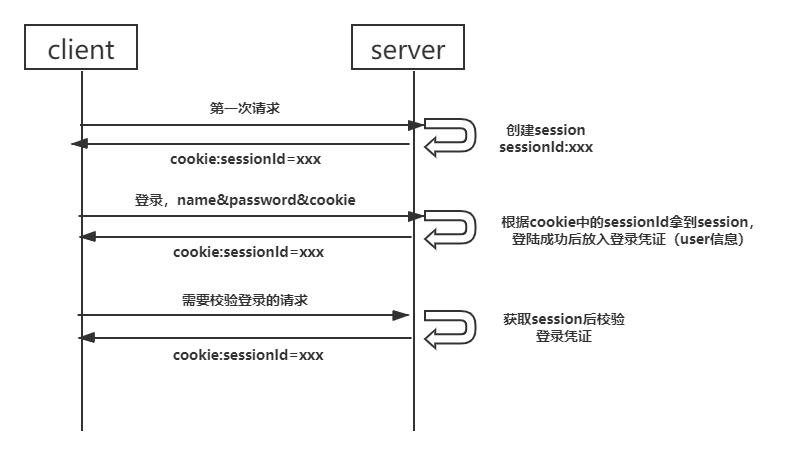 client
server
第一次请求
创建session
sessionId:xxx
cookie:sessionId=xxx
登录，name&password&cookie
根据cookie中的sessionId拿到session，
登陆成功后放入登录凭证（user信息）
cookie:sessionId=xxx
需要校验登录的请求
获取session后校验
登录凭证
cookie:sessionId=xxx